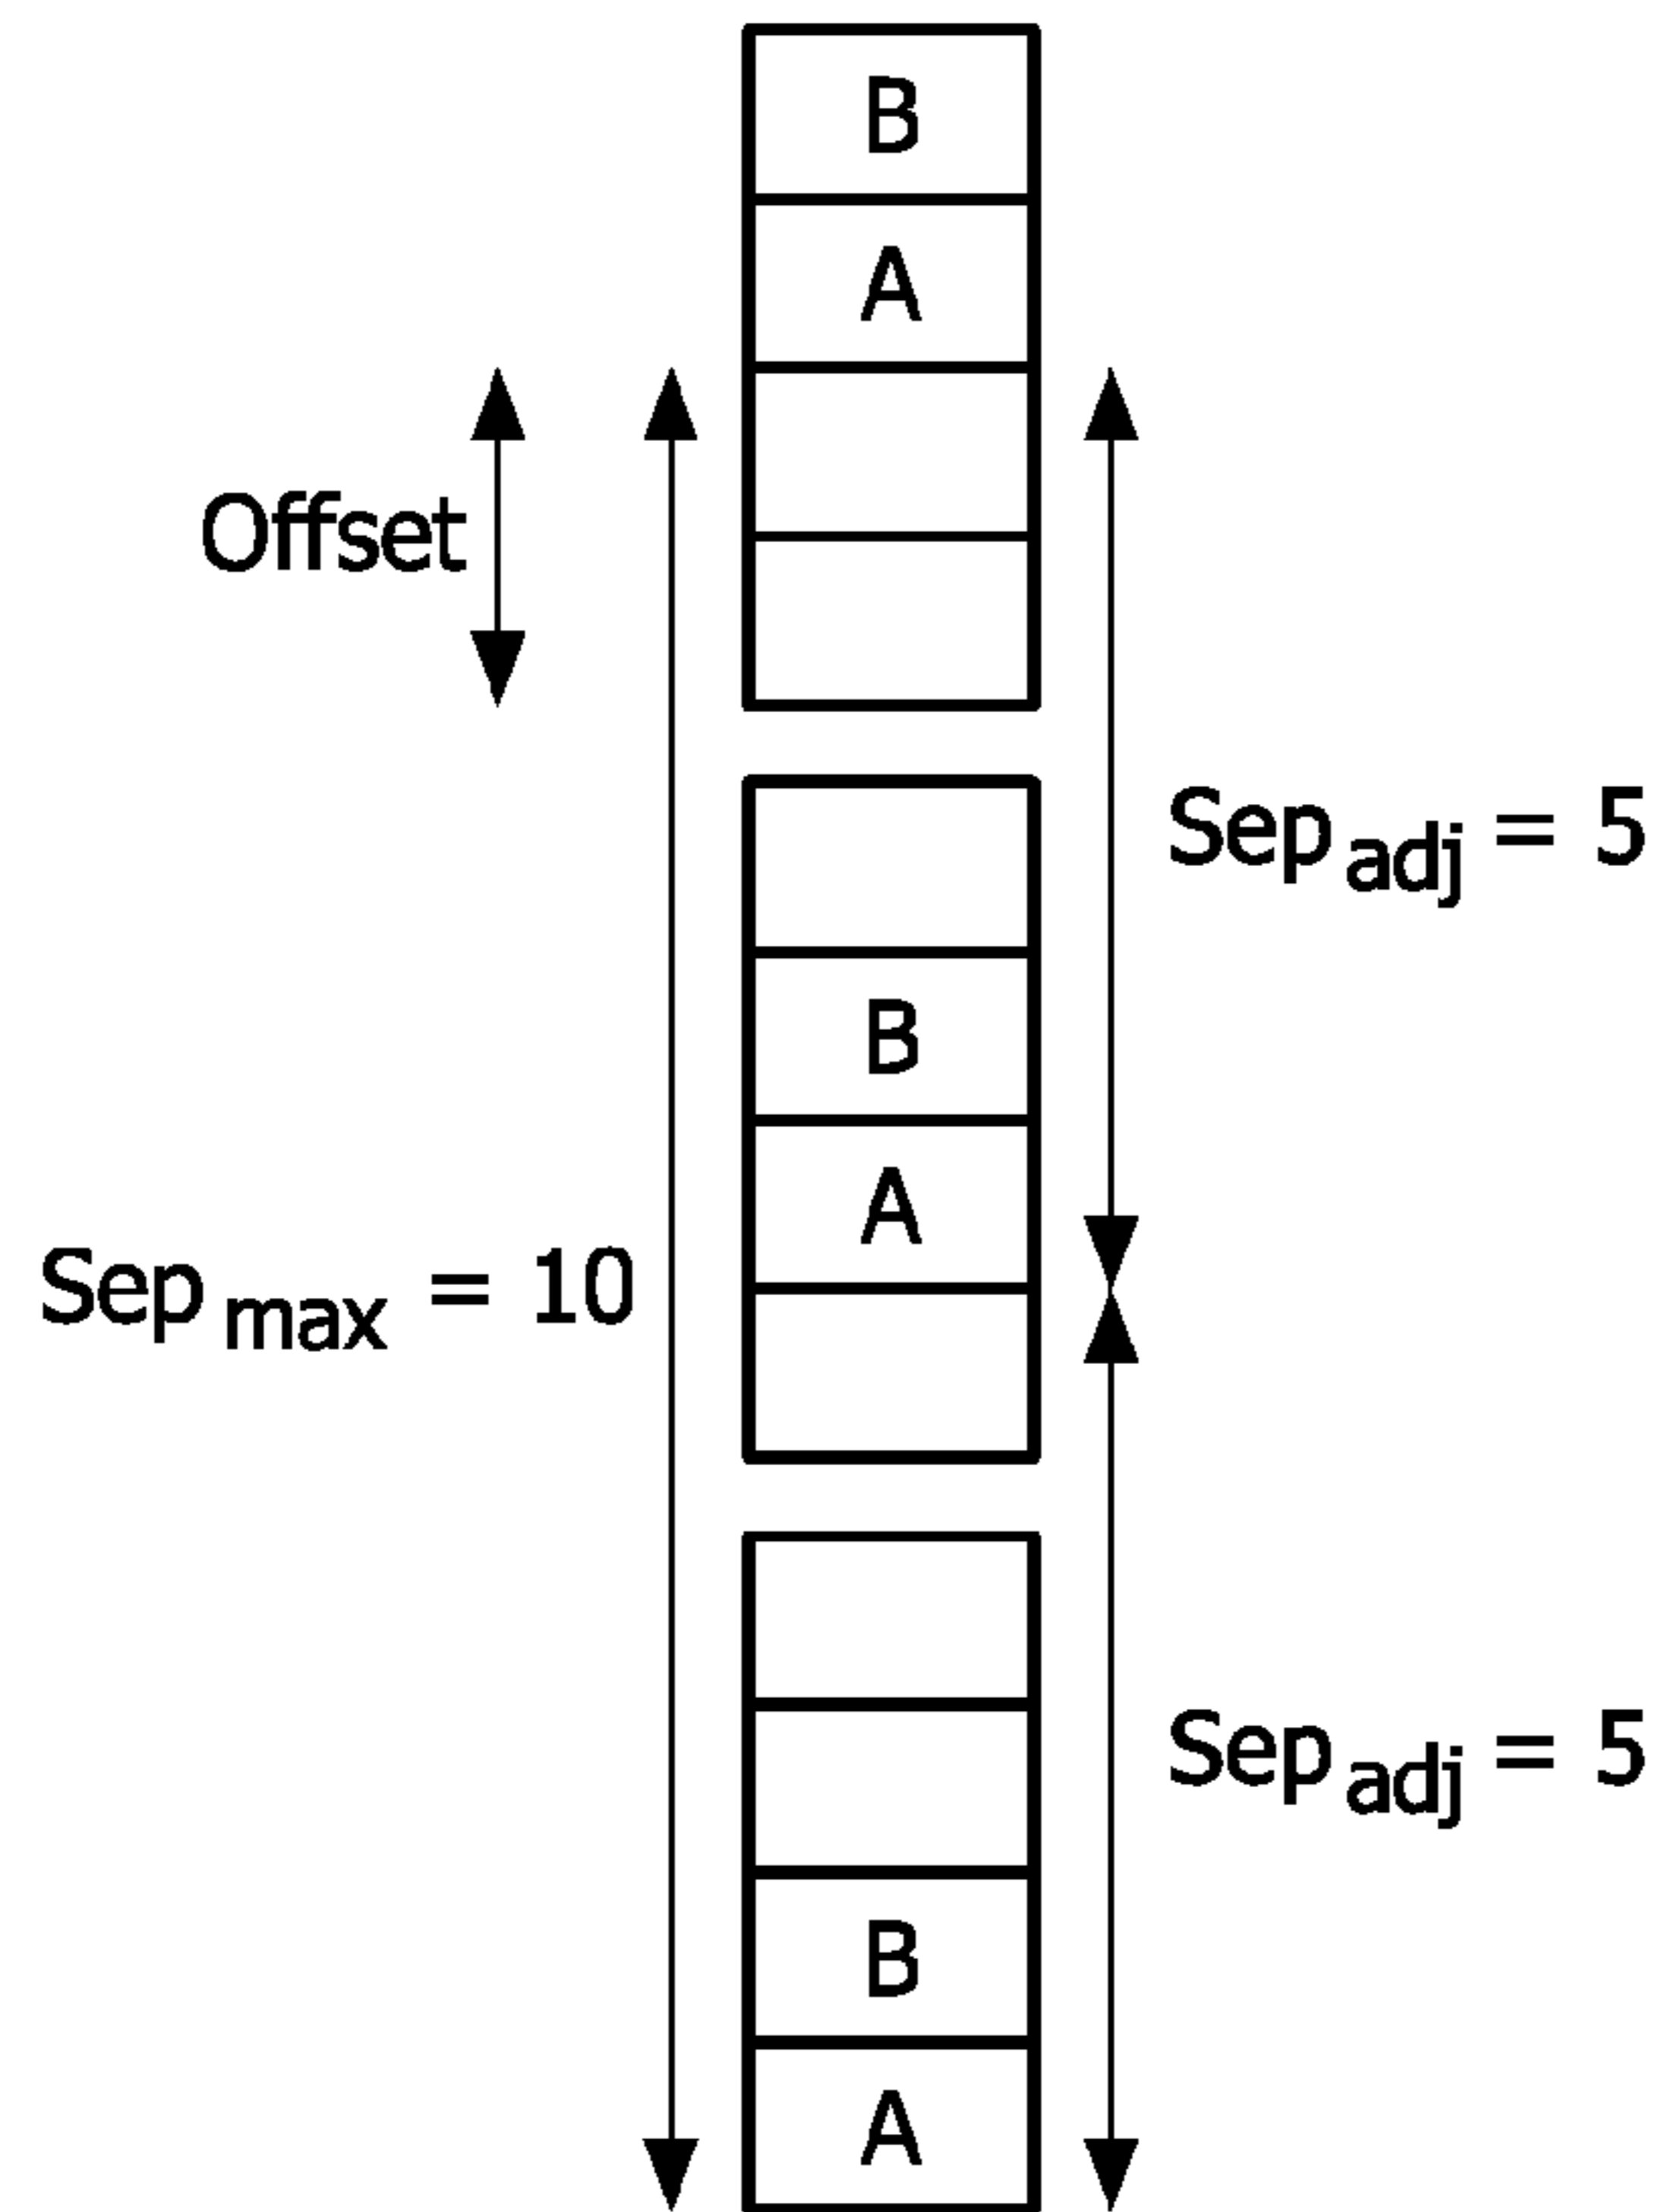 B
A
Offset
Sep adj = 5
B
A
Sep max = 10
Sep adj = 5
B
A